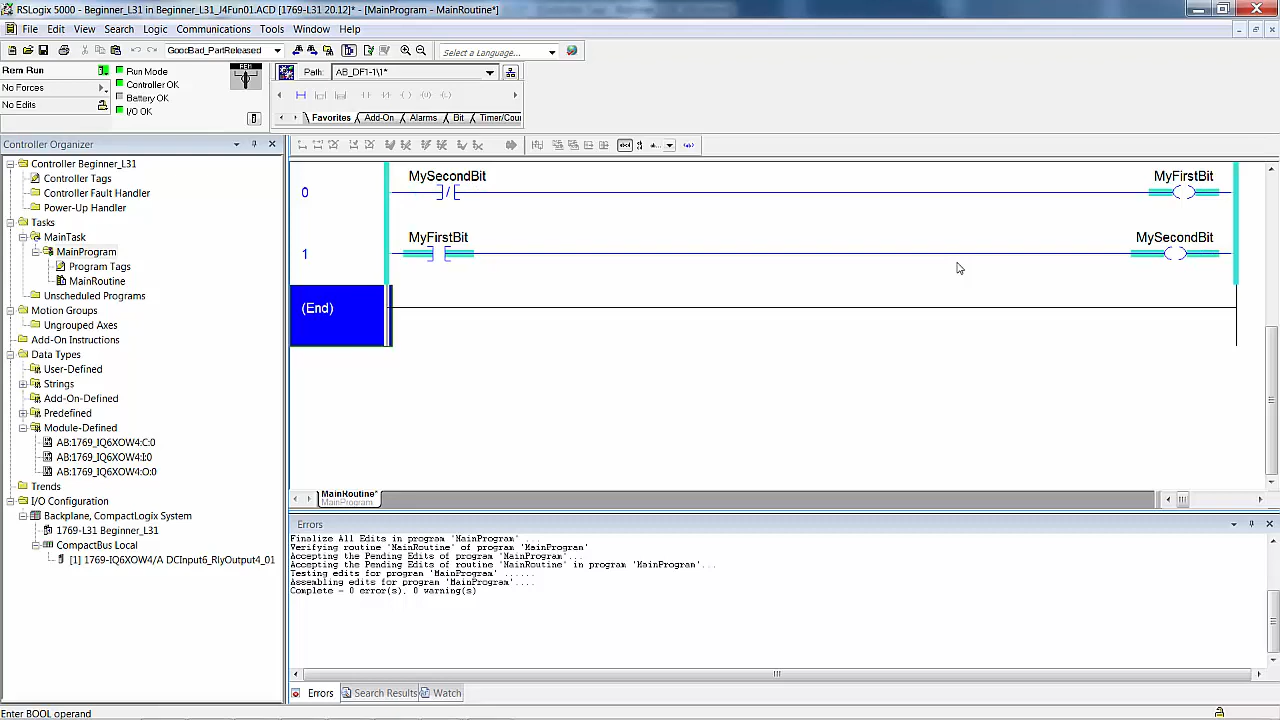 RSLogix 5000 - Beginner_L31 in Beginner_L31_J4Fun01.ACD [1769-L31 20.12]* - [MainProgram - MainRoutine*]
File Edit View Search Logic Communications Tools Window Help
GoodBad_PartReleased
Select a Language...
Rem Run
Run Mode
No Forces
Controller OK
Battery OK
No Edits
I/O OK
REM
Path: AB_DF1-1\1*
Favorites Add-On Alarms Bit Timer/Cou
Controller Organizer
Controller Beginner_L31
Controller Tags
Controller Fault Handler
Power-Up Handler
Tasks
MainTask
MainProgram
Program Tags
MainRoutine
Unscheduled Programs
Motion Groups
Ungrouped Axes
Add-On Instructions
Data Types
User-Defined
Strings
Add-On-Defined
Predefined
Module-Defined
AB:1769_IQ6XOW4:C:0
AB:1769_IQ6XOW4:I:0
AB:1769_IQ6XOW4:O:0
Trends
I/O Configuration
Backplane, CompactLogix System
1769-L31 Beginner_L31
CompactBus Local
[1] 1769-IQ6XOW4/A DCInput6_RlyOutput4_01
MySecondBit MyFirstBit
0
MyFirstBit MySecondBit
1
(End)
MainRoutine*
MainProgram
Errors
Finalize All Edits in program 'MainProgram' ...
Verifying routine 'MainRoutine' of program 'MainProgram'
Accepting the Pending Edits of program 'MainProgram'...
Accepting the Pending Edits of routine 'MainRoutine' in program 'MainProgram'...
Testing edits for program 'MainProgram' ......
Assembling edits for program 'MainProgram'....
Complete - 0 error(s), 0 warning(s)
Errors Search Results Watch
Enter BOOL operand